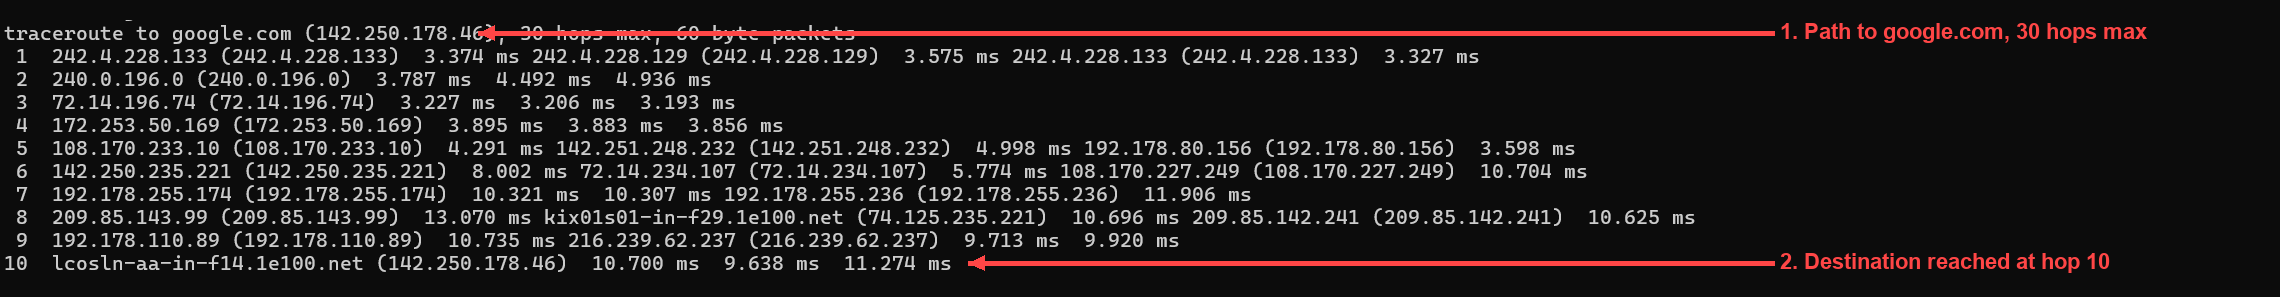 traceroute to google.com (142.250.178.46), 30 hops max, 60 byte packets
1. Path to google.com, 30 hops max
1 242.4.228.133 (242.4.228.133) 3.374 ms 242.4.228.129 (242.4.228.129) 3.575 ms 242.4.228.133 (242.4.228.133) 3.327 ms
2 240.0.196.0 (240.0.196.0) 3.787 ms 4.492 ms 4.936 ms
3 72.14.196.74 (72.14.196.74) 3.227 ms 3.206 ms 3.193 ms
4 172.253.50.169 (172.253.50.169) 3.895 ms 3.883 ms 3.856 ms
5 108.170.233.10 (108.170.233.10) 4.291 ms 142.251.248.232 (142.251.248.232) 4.998 ms 192.178.80.156 (192.178.80.156) 3.598 ms
6 142.250.235.221 (142.250.235.221) 8.002 ms 72.14.234.107 (72.14.234.107) 5.774 ms 108.170.227.249 (108.170.227.249) 10.704 ms
7 192.178.255.174 (192.178.255.174) 10.321 ms 10.307 ms 192.178.255.236 (192.178.255.236) 11.906 ms
8 209.85.143.99 (209.85.143.99) 13.070 ms kix01s01-in-f29.1e100.net (74.125.235.221) 10.696 ms 209.85.142.241 (209.85.142.241) 10.625 ms
9 192.178.110.89 (192.178.110.89) 10.735 ms 216.239.62.237 (216.239.62.237) 9.713 ms 9.920 ms
10 lcosln-aa-in-f14.1e100.net (142.250.178.46) 10.700 ms 9.638 ms 11.274 ms
2. Destination reached at hop 10